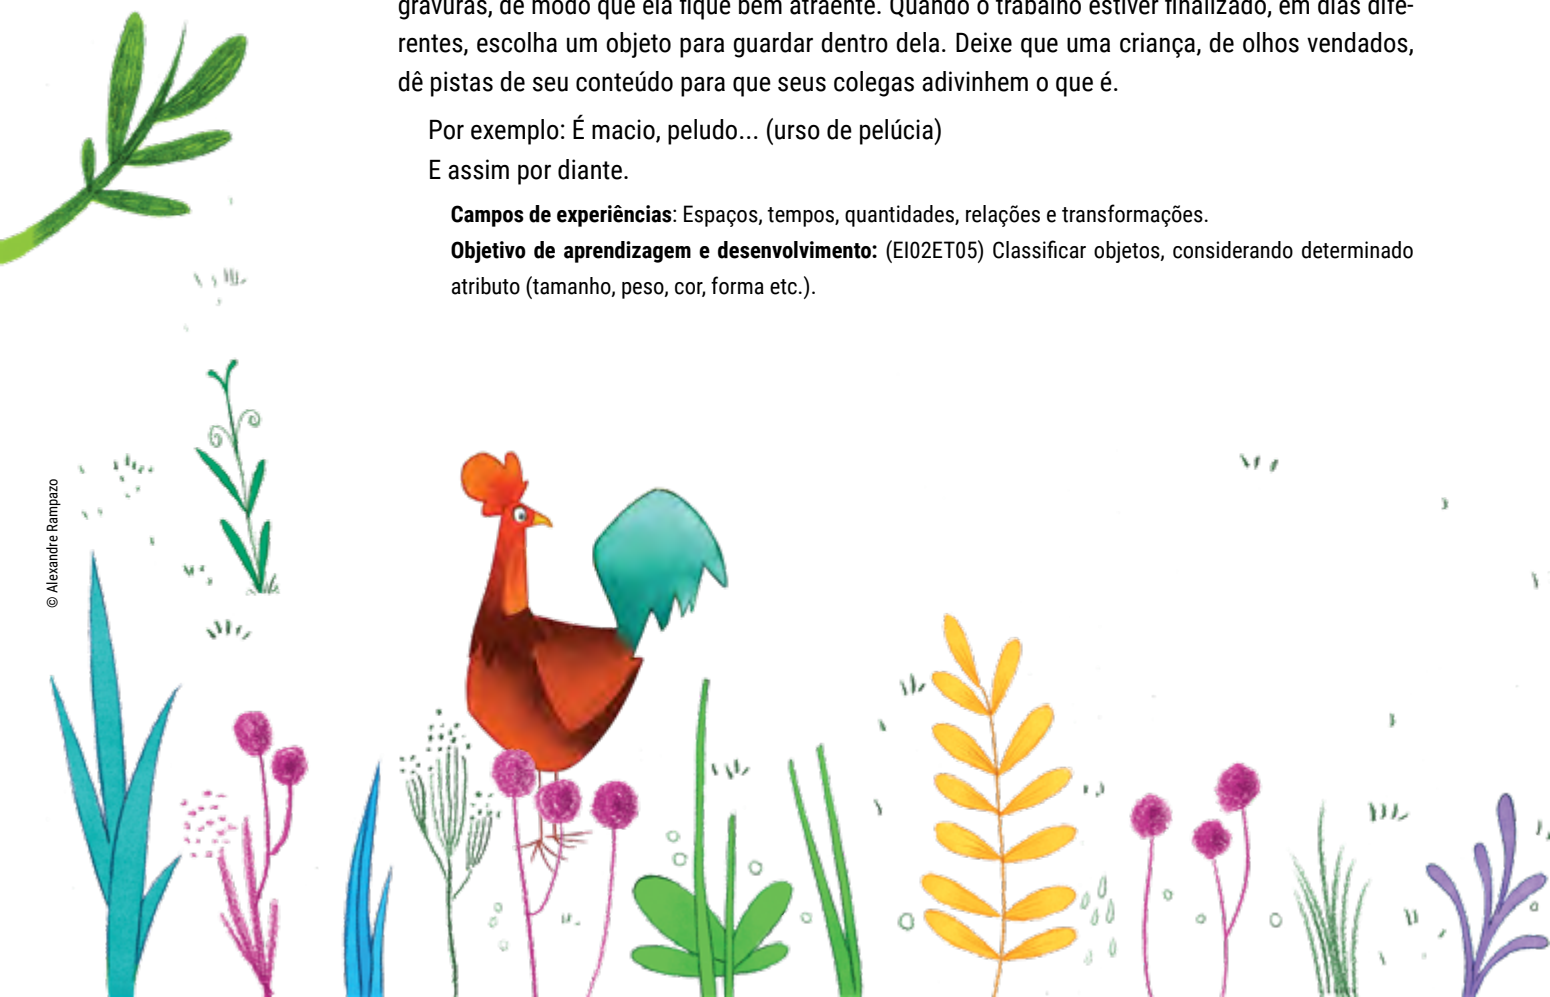 gravuras, de modo que ela fique bem atraente. Quando o trabalho estiver finalizado, em dias dife-
rentes, escolha um objeto para guardar dentro dela. Deixe que uma criança, de olhos vendados,
dê pistas de seu conteúdo para que seus colegas adivinhem o que é.
Por exemplo: É macio, peludo... (urso de pelúcia)
E assim por diante.
Campos de experiências: Espaços, tempos, quantidades, relações e transformações.
Objetivo de aprendizagem e desenvolvimento: (EI02ET05) Classificar objetos, considerando determinado
atributo (tamanho, peso, cor, forma etc.).
© Alexandre Rampazo